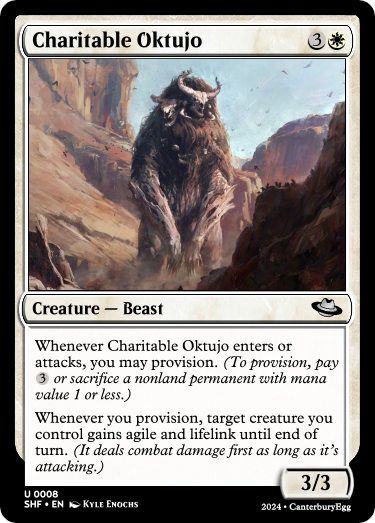 Charitable Oktujo 3
Creature — Beast
Whenever Charitable Oktujo enters or
attacks, you may provision. (To provision, pay
3 or sacrifice a nonland permanent with mana
value 1 or less.)
Whenever you provision, target creature you
control gains agile and lifelink until end of
turn. (It deals combat damage first as long as it's
attacking.)
3/3
U 0008
SHF • EN Kyle Enochs
2024 - CanterburyEgg